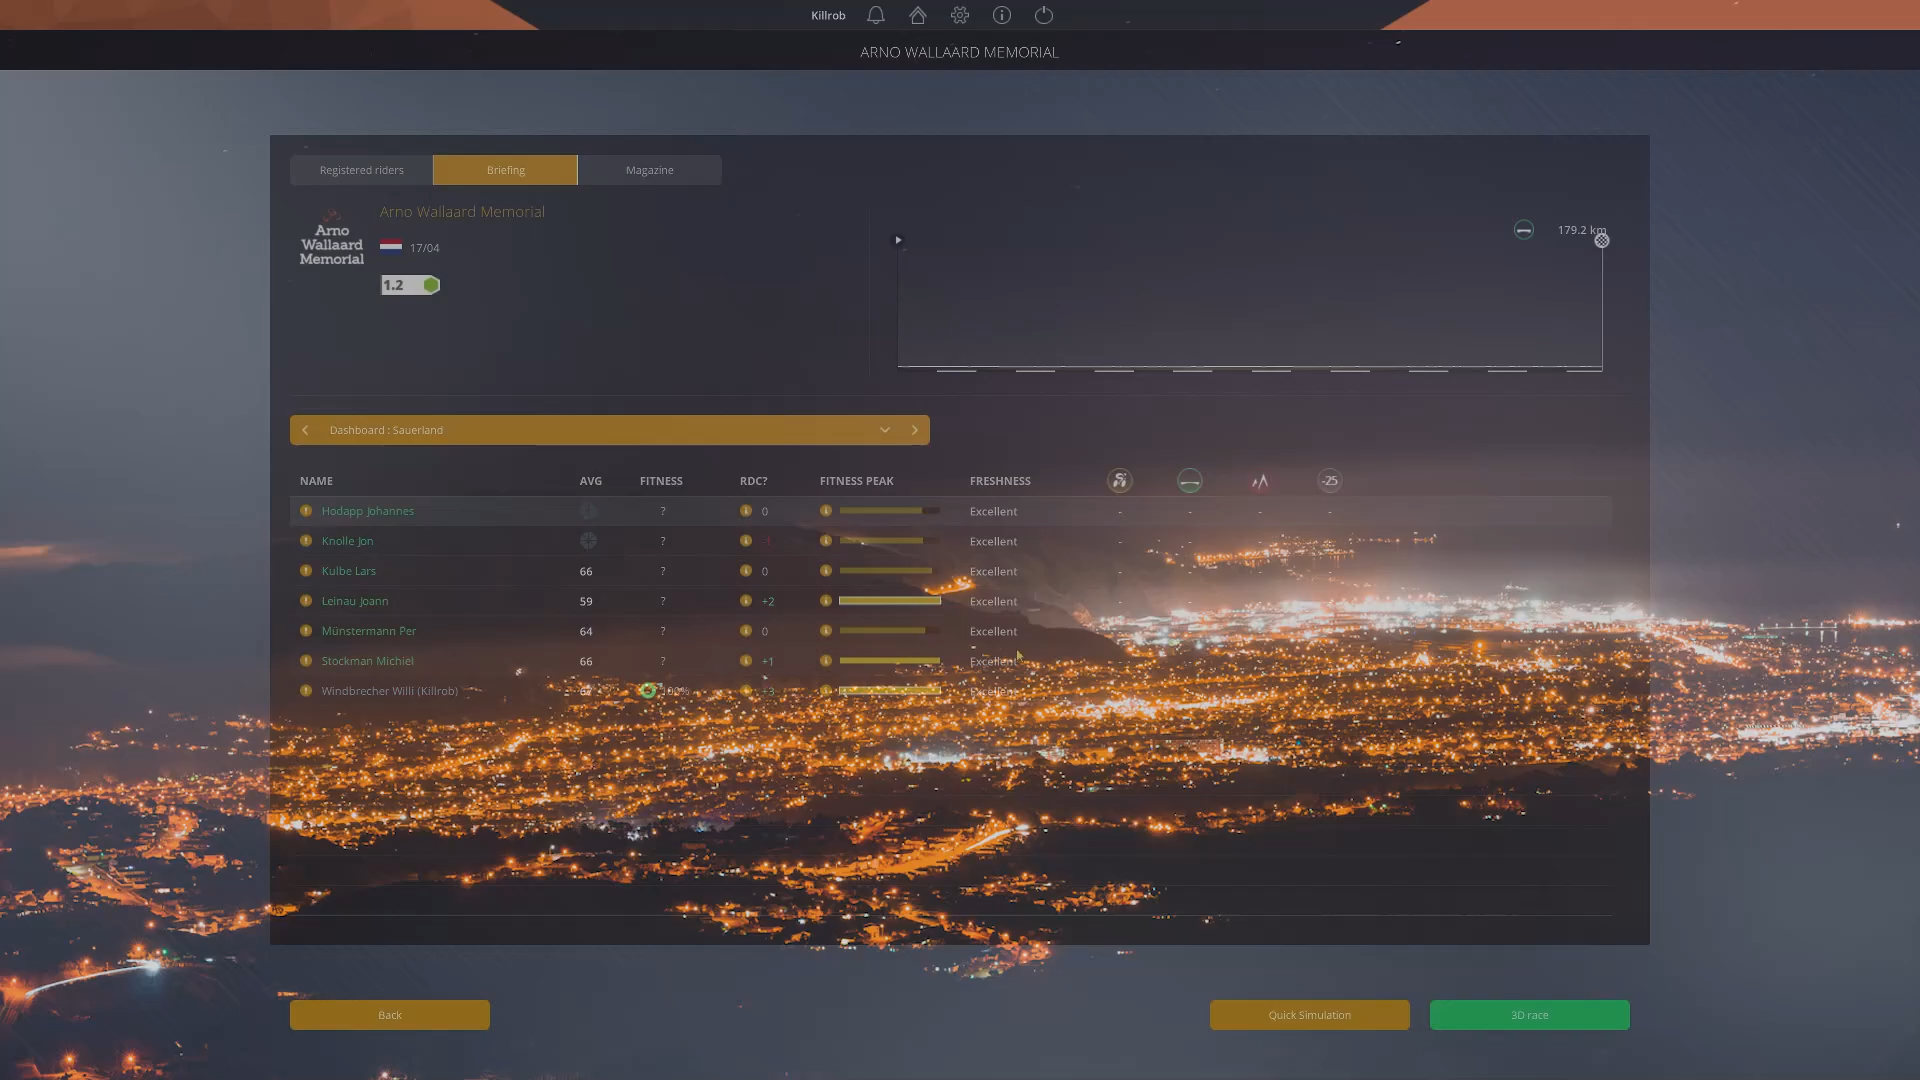 Killrob
ARNO WALLAARD MEMORIAL
Registered riders Briefing Magazine
Arno Wallaard Memorial
Arno
Wallaard
Memorial
17/04
1.2
179.2 km
Dashboard : Sauerland
NAME AVG FITNESS RDC? FITNESS PEAK FRESHNESS -25
Hodapp Johannes ? 0 Excellent - - - -
Knolle Jon ? Excellent - - - -
Kulbe Lars 66 ? 0 Excellent
Leinau Joann 59 ? +2 Excellent
Münstermann Per 64 ? 0 Excellent
Stockman Michiel 66 ? +1 Excellent
Windbrecher Willi (Killrob) 100% +3 Excellent
Back Quick Simulation 3D race